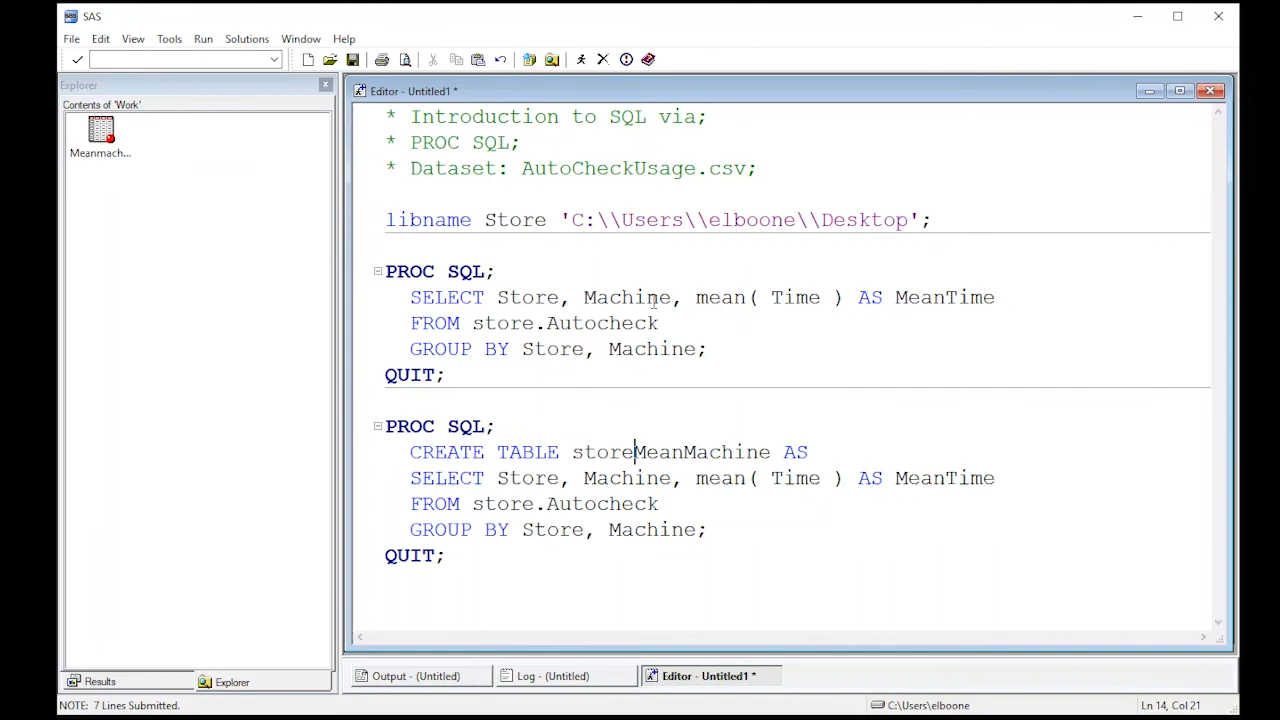 SAS
File Edit View Tools Run Solutions Window Help
Explorer
Contents of 'Work'
Meanmach...
Editor - Untitled1 *
* Introduction to SQL via;
* PROC SQL;
* Dataset: AutoCheckUsage.csv;
libname Store 'C:\\Users\\elboone\\Desktop';
PROC SQL;
SELECT Store, Machine, mean( Time ) AS MeanTime
FROM store.Autocheck
GROUP BY Store, Machine;
QUIT;
PROC SQL;
CREATE TABLE storeMeanMachine AS
SELECT Store, Machine, mean( Time ) AS MeanTime
FROM store.Autocheck
GROUP BY Store, Machine;
QUIT;
Results Explorer
Output - (Untitled) Log - (Untitled) Editor - Untitled1 *
NOTE: 7 Lines Submitted. C:\Users\elboone Ln 14, Col 21